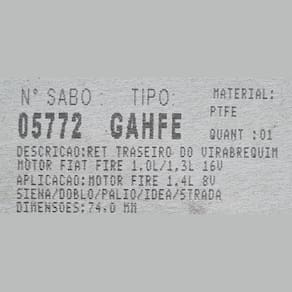 N° SABO: TIPO: MATERIAL:
PTFE
05772 GAHFE QUANT :01
DESCRICAO:RET TRASEIRO DO VIRABREQUIM
MOTOR FIAT FIRE 1.0L/1,3L 16V
APLICACAO:MOTOR FIRE 1.4L 8V
SIENA/DOBLO/PALIO/IDEA/STRADA
DIMENSÕES:74.0 MM